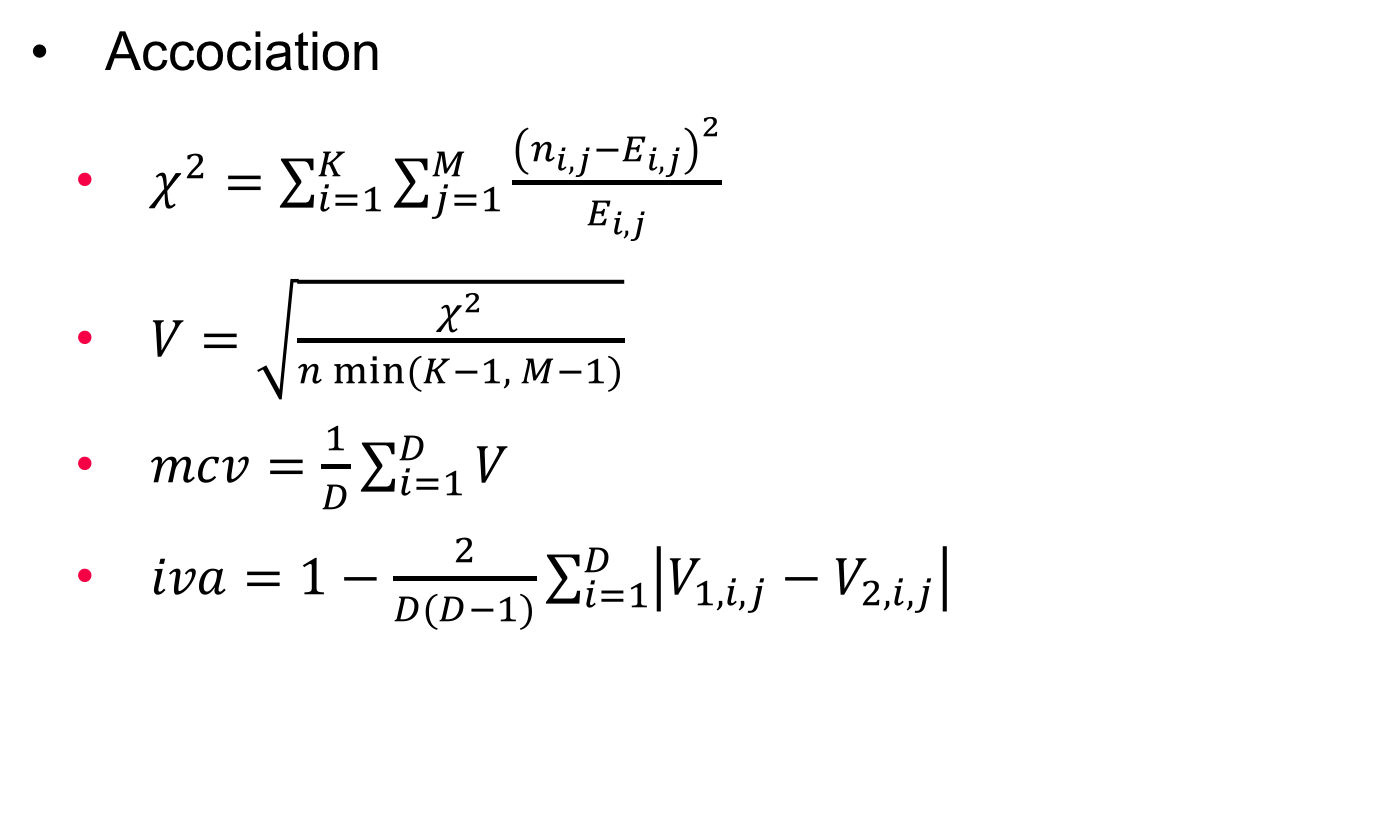 • Accociation
• χ² = ∑_{i=1}^{K} ∑_{j=1}^{M} (n_{i,j}−E_{i,j})² / E_{i,j}
• V = √(χ² / (n min(K−1, M−1)))
• mcv = 1/D ∑_{i=1}^{D} V
• iva = 1 − 2/(D(D−1)) ∑_{i=1}^{D} |V_{1,i,j} − V_{2,i,j}|